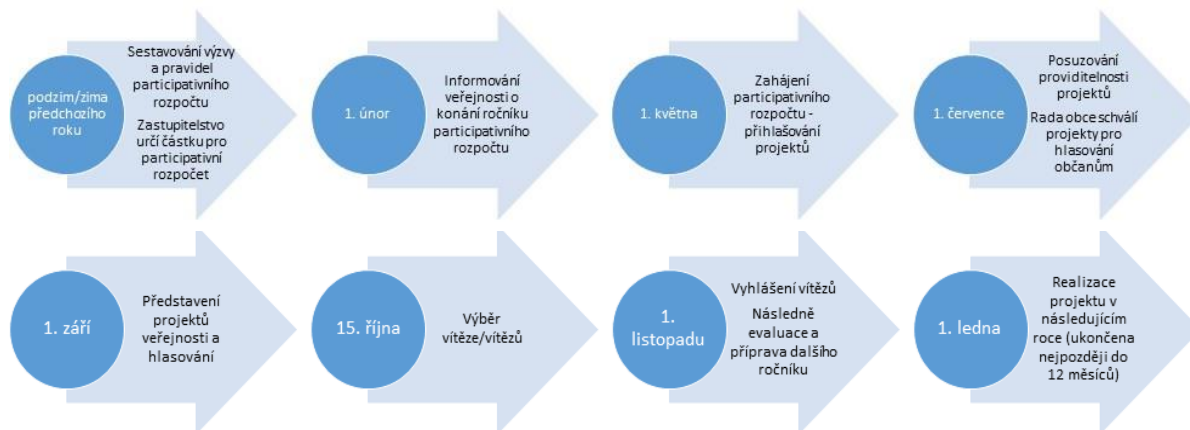 podzim/zima
předchozího
roku
Sestavování výzvy
a pravidel
participativního
rozpočtu
Zastupitelstvo
určí částku pro
participativní
rozpočet
1. únor
Informování
veřejnosti o
konání ročníku
participativního
rozpočtu
1. května
Zahájení
participativního
rozpočtu -
přihlašování
projektů
1. července
Posuzování
providitelnosti
projektů
Rada obce schválí
projekty pro
hlasování
občanům
1. září
Představení
projektů
veřejnosti a
hlasování
15. října
Výběr
vítěze/vítězů
1.
listopadu
Vyhlášení vítězů
Následně
evaluace a
příprava dalšího
ročníku
1. ledna
Realizace
projektu v
následujícím
roce (ukončena
nejpozději do
12 měsíců)